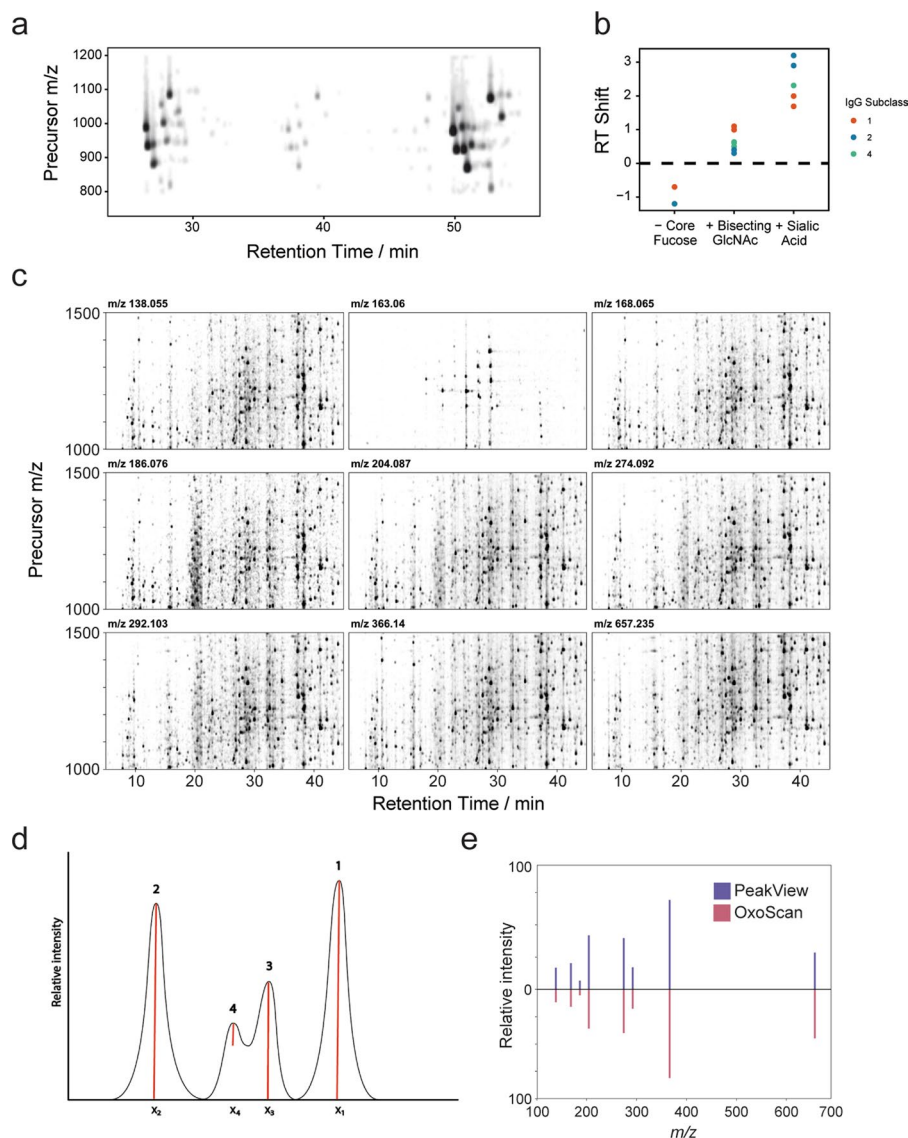 a
1200
1100
1000
900
800
Precursor m/z
30
40
50
Retention Time / min
b
3
2
1
0
−1
RT Shift
− Core
Fucose
+ Bisecting
GlcNAc
+ Sialic
Acid
IgG Subclass
1
2
4
c
m/z 138.055
m/z 163.06
m/z 168.065
1500
1000
m/z 186.076
m/z 204.087
m/z 274.092
1500
1000
Precursor m/z
m/z 292.103
m/z 366.14
m/z 657.235
1500
1000
10 20 30 40
10 20 30 40
10 20 30 40
Retention Time / min
d
Relative intensity
2
4
3
1
x₂
x₄
x₃
x₁
e
100
0
100
Relative intensity
PeakView
OxoScan
100 200 300 400 500 600 700
m/z